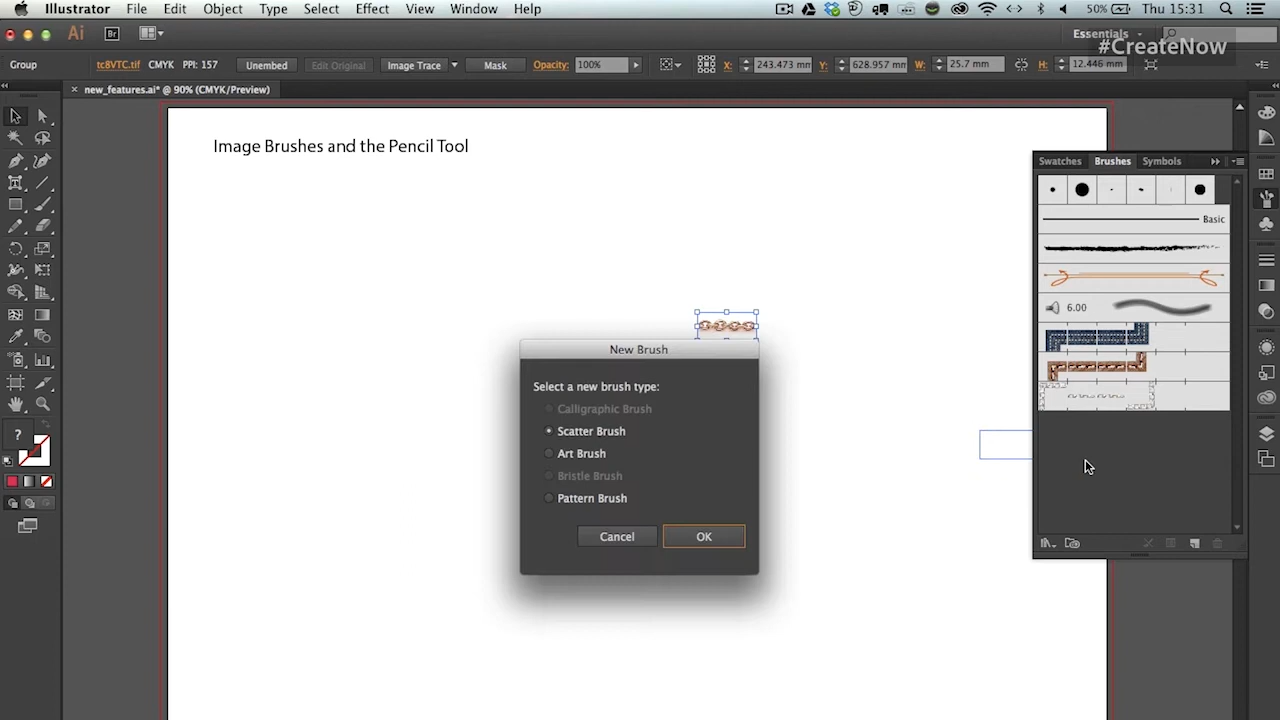 Illustrator File Edit Object Type Select Effect View Window Help 50% Thu 15:31
Ai Br Essentials
#CreateNow
Group tc8VTC.tif CMYK PPI: 157 Unembed Edit Original Image Trace Mask Opacity: 100% X: 243.473 mm Y: 628.957 mm W: 25.7 mm H: 12.446 mm
× new_features.ai* @ 90% (CMYK/Preview)
Image Brushes and the Pencil Tool
Swatches Brushes Symbols
Basic
6.00
New Brush
Select a new brush type:
Calligraphic Brush
Scatter Brush
Art Brush
Bristle Brush
Pattern Brush
Cancel OK
?